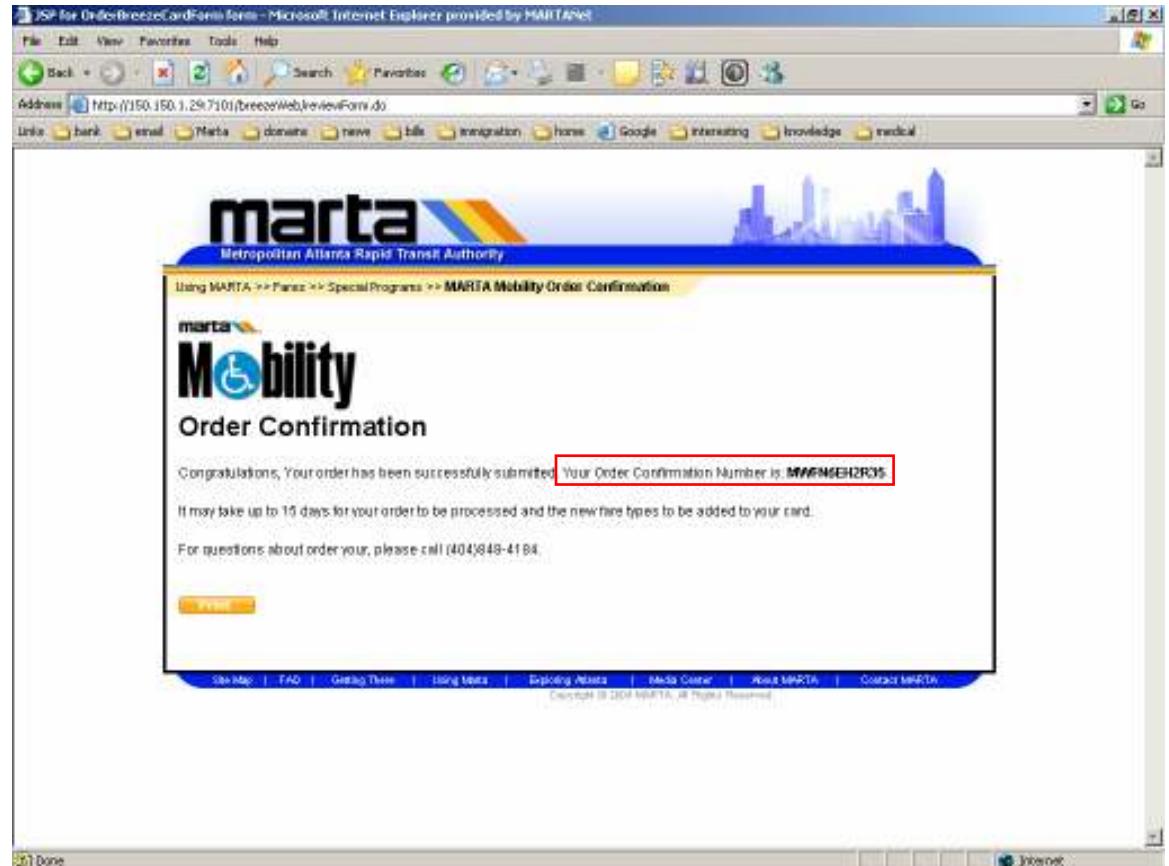 JSP for OrderBreezeCardForm form - Microsoft Internet Explorer provided by MARTANet
File Edit View Favorites Tools Help
Back Search Favorites
Address http://150.150.1.29:7101/breezeWeb/reviewForm.do Go
Links bank email Marta domains news bills immigration home Google interesting knowledge medical
marta
Metropolitan Atlanta Rapid Transit Authority
Using MARTA >> Fares >> Special Programs >> MARTA Mobility Order Confirmation
marta
Mobility
Order Confirmation
Congratulations, Your order has been successfully submitted. Your Order Confirmation Number is:
It may take up to 15 days for your order to be processed and the new fare types to be added to your card.
For questions about order your, please call (404)848-4184.
Print
Site Map | FAQ | Getting There | Using Marta | Exploring Atlanta | Media Center | About MARTA | Contact MARTA
Copyright © MARTA. All Rights Reserved.
Done Internet